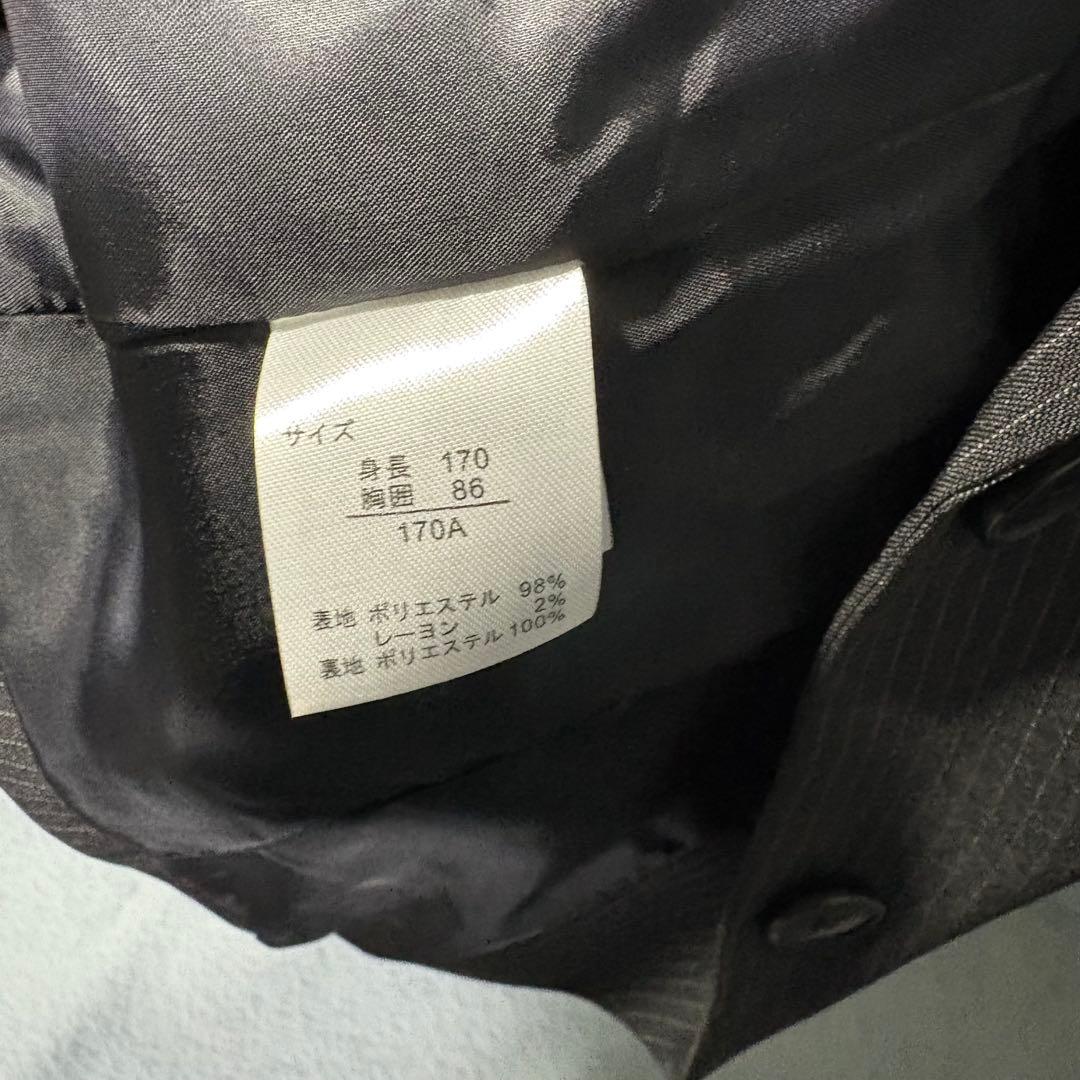 サイズ
身長 170
胸囲 86
170A
表地 ポリエステル 98%
レーヨン 2%
裏地 ポリエステル 100%